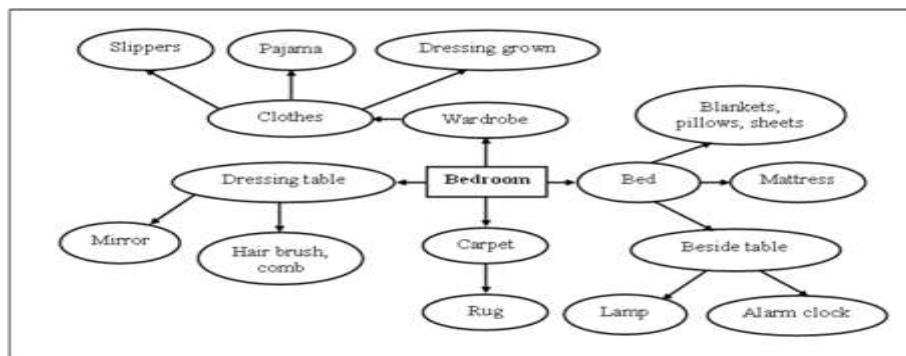 Slippers
Pajama
Dressing grown
Clothes
Wardrobe
Blankets,
pillows, sheets
Dressing table
Bedroom
Bed
Mattress
Mirror
Hair brush,
comb
Carpet
Beside table
Rug
Lamp
Alarm clock